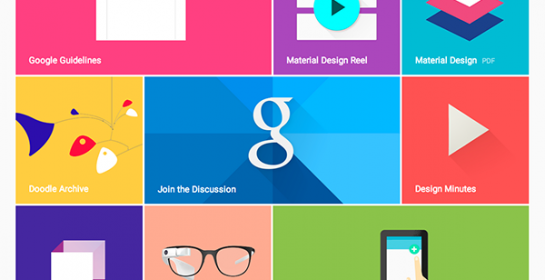 Google Guidelines
Material Design Reel
Material Design PDF
Doodle Archive
g
Join the Discussion
Design Minutes